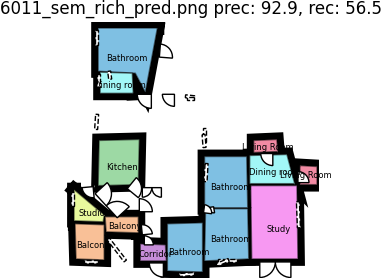 6011_sem_rich_pred.png prec: 92.9, rec: 56.5
Bathroom
Dining room
Kitchen
Living Room
Dining room
Living Room
Bathroom
Studio
Balcony
Balcony
Study
Bathroom
Corridor
Bathroom